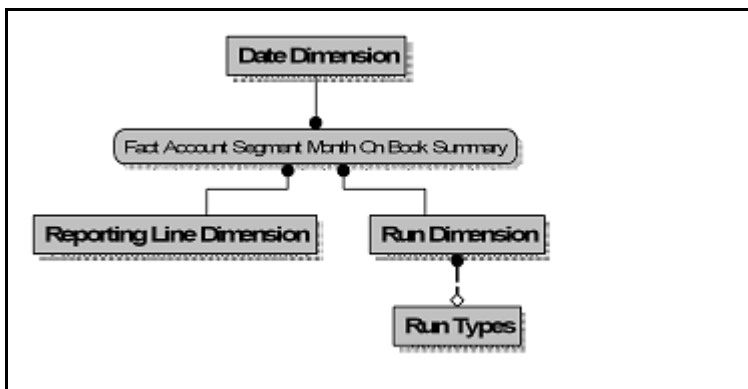 Date Dimension
Fact Account Segment Month On Book Summary
Reporting Line Dimension
Run Dimension
Run Types